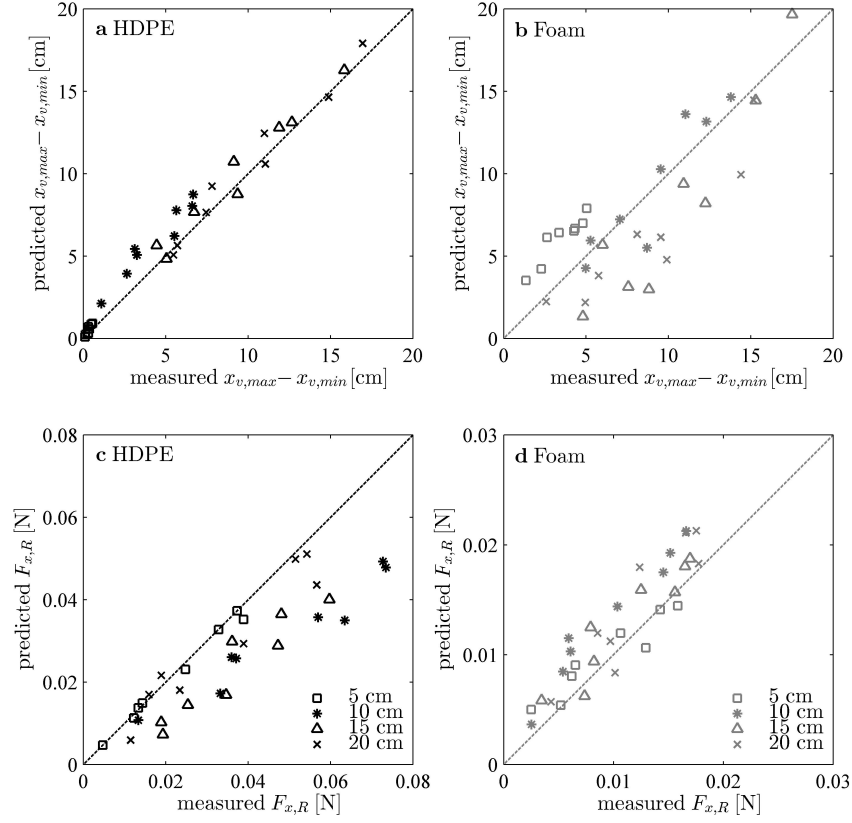 a HDPE
predicted x_{v,max} − x_{v,min} [cm]
20
15
10
5
0
0 5 10 15 20
measured x_{v,max} − x_{v,min} [cm]
b Foam
predicted x_{v,max} − x_{v,min} [cm]
20
15
10
5
0
0 5 10 15 20
measured x_{v,max} − x_{v,min} [cm]
c HDPE
predicted F_{x,R} [N]
0.08
0.06
0.04
0.02
0
5 cm
10 cm
15 cm
20 cm
0 0.02 0.04 0.06 0.08
measured F_{x,R} [N]
d Foam
predicted F_{x,R} [N]
0.03
0.02
0.01
0
5 cm
10 cm
15 cm
20 cm
0 0.01 0.02 0.03
measured F_{x,R} [N]